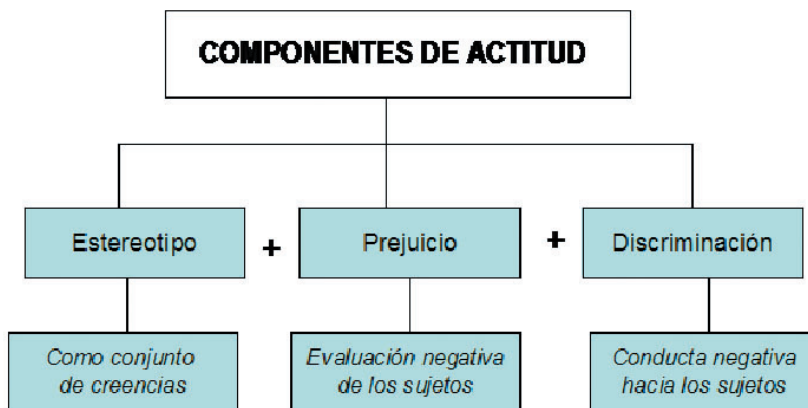 COMPONENTES DE ACTITUD
Estereotipo
+
Prejuicio
+
Discriminación
Como conjunto
de creencias
Evaluación negativa
de los sujetos
Conducta negativa
hacia los sujetos